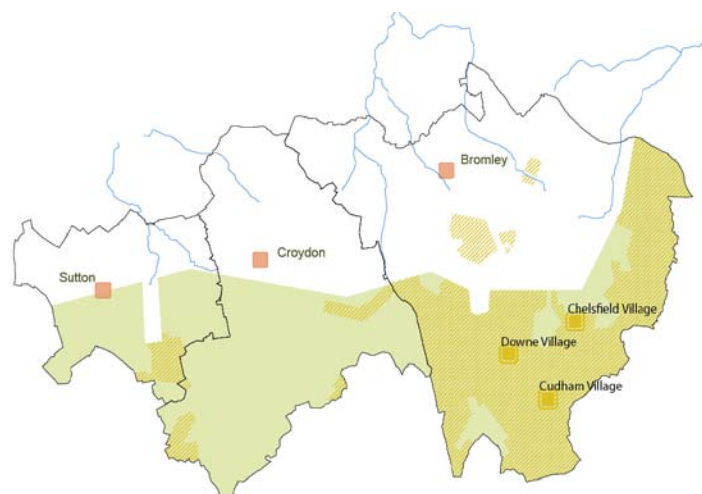 Bromley
Croydon
Sutton
Chelsfield Village
Downe Village
Cudham Village